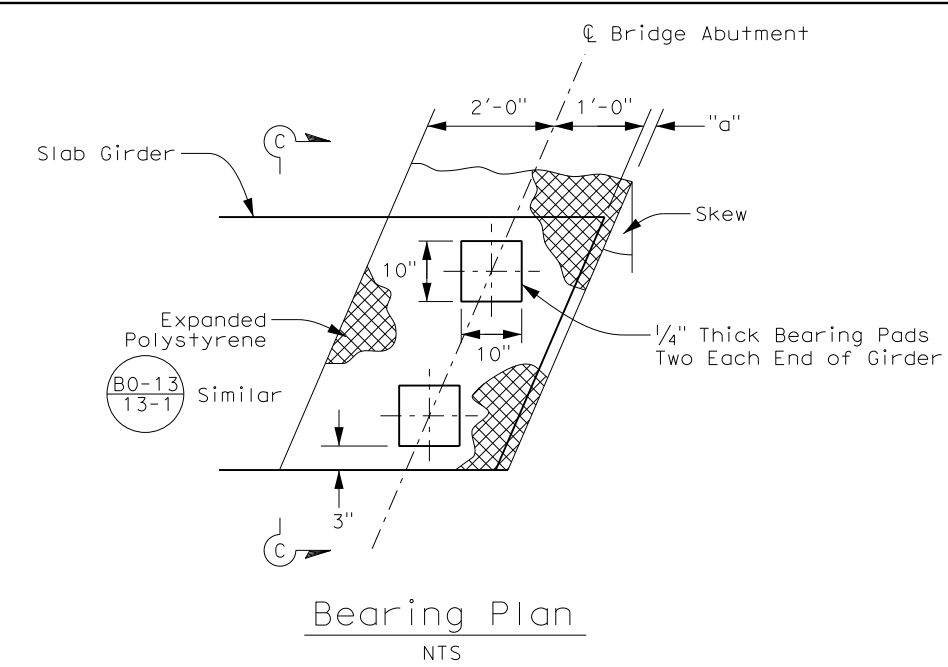 ℄ Bridge Abutment
2'-0"
1'-0"
"a"
C
Slab Girder
Skew
10"
Expanded
Polystyrene
10"
1/4" Thick Bearing Pads
Two Each End of Girder
BO-13
13-1
Similar
3"
C
Bearing Plan
NTS